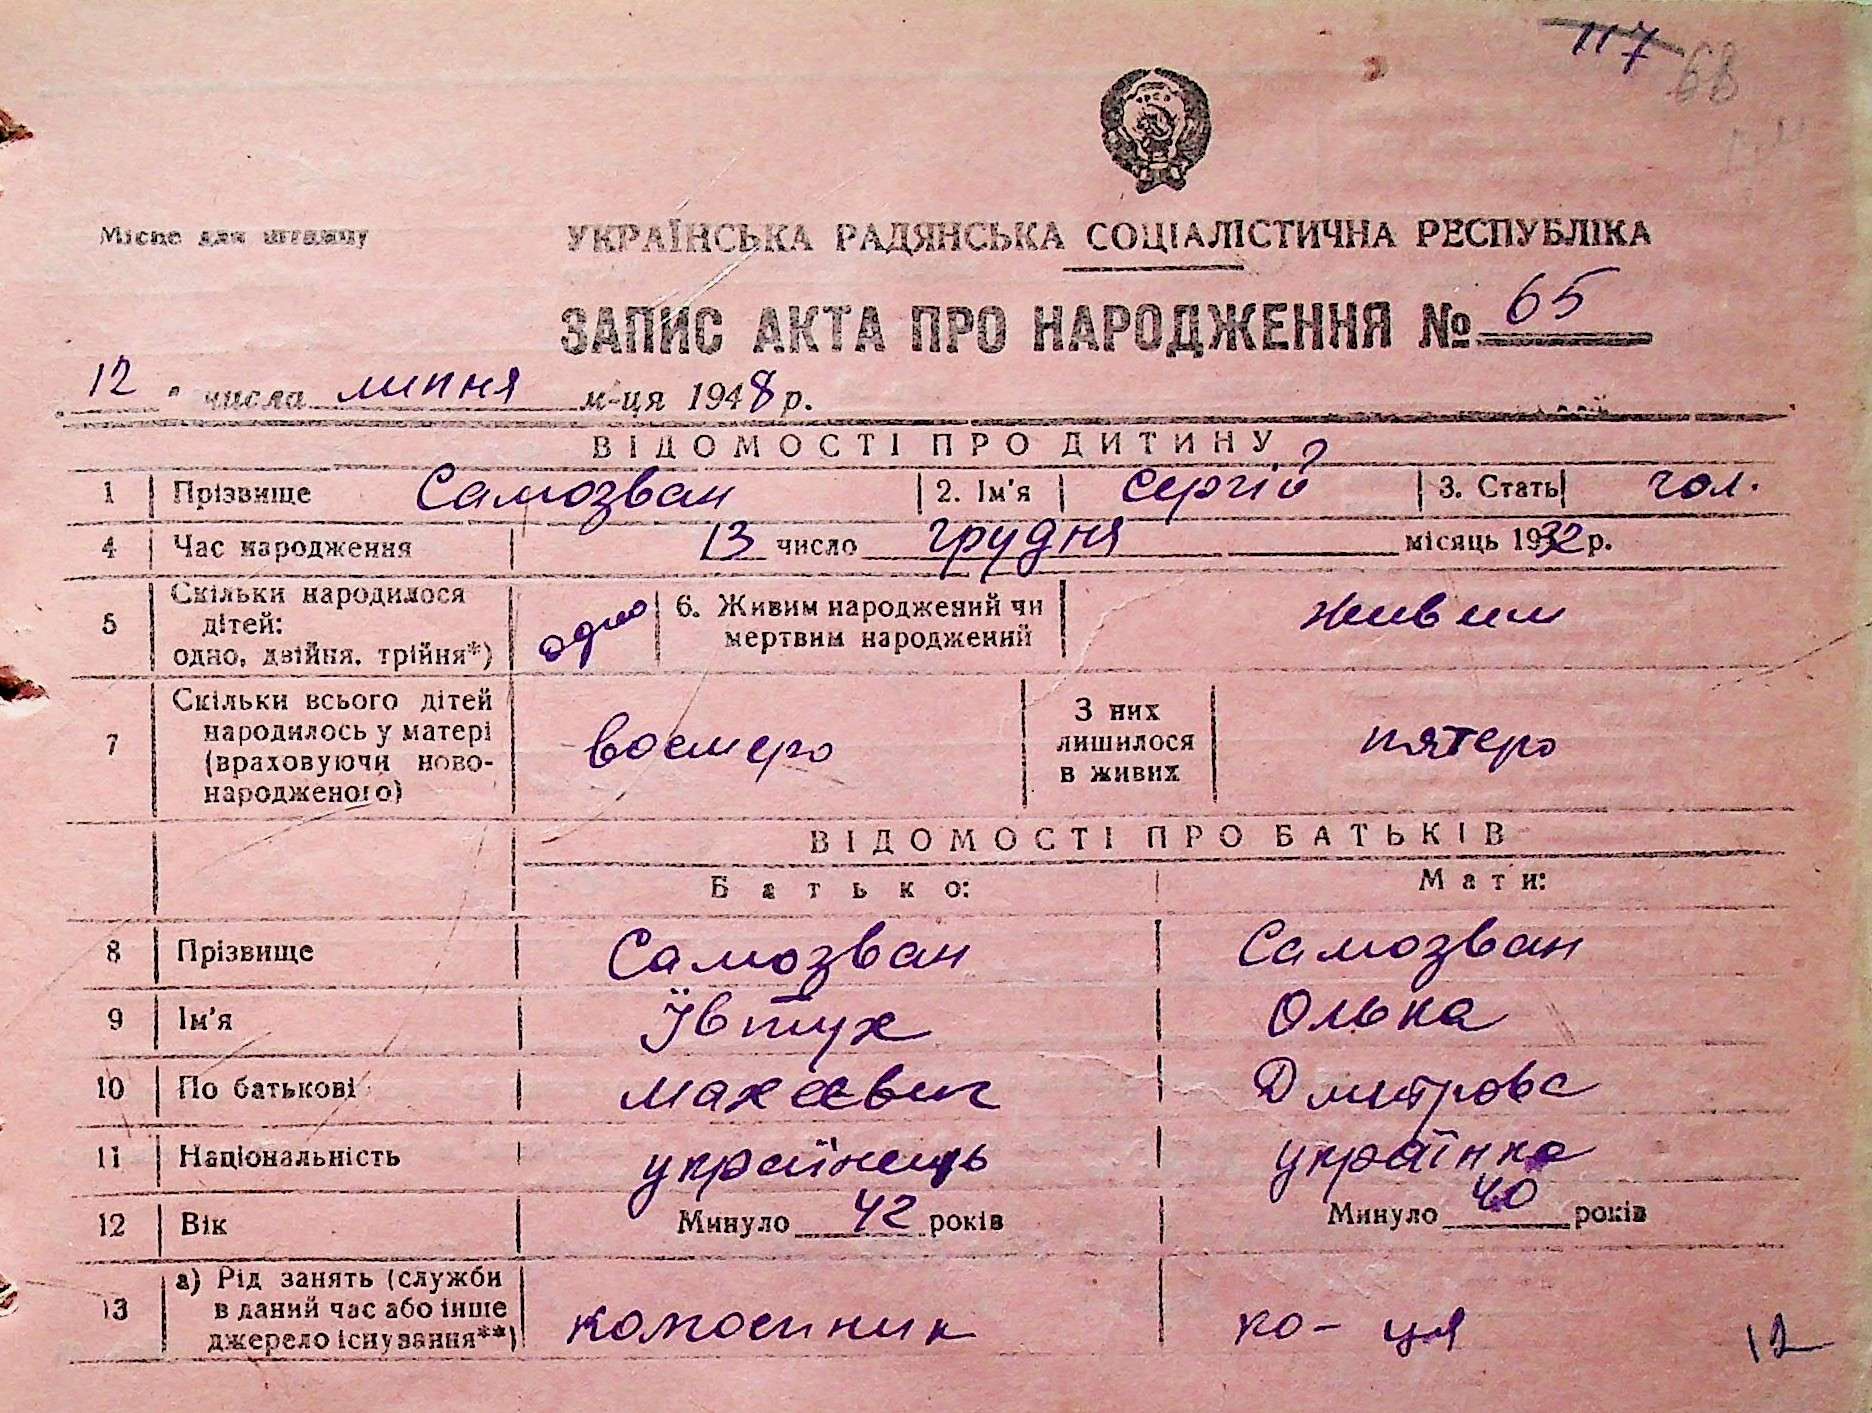 117 68
Місце для штампу
УКРАЇНСЬКА РАДЯНСЬКА СОЦІАЛІСТИЧНА РЕСПУБЛІКА
ЗАПИС АКТА ПРО НАРОДЖЕННЯ № 65
12 числа липня м-ця 1948 р.
ВІДОМОСТІ ПРО ДИТИНУ
1 Прізвище Самозван 2. Ім'я Сергій 3. Стать чол.
4 Час народження 13 число грудня місяць 1932 р.
5 Скільки народилося дітей: одно, двійня, трійня*) одно 6. Живим народжений чи мертвим народжений живим
7 Скільки всього дітей народилось у матері (враховуючи ново-народженого) восмеро З них лишилося в живих пятеро
ВІДОМОСТІ ПРО БАТЬКІВ
Батько: Мати:
8 Прізвище Самозван Самозван
9 Ім'я Ївтух Олька
10 По батькові Дмитрова
11 Національність українець українка
12 Вік Минуло 42 років Минуло 40 років
13 а) Рід занять (служби в даний час або інше джерело існування**) ко- ця
12